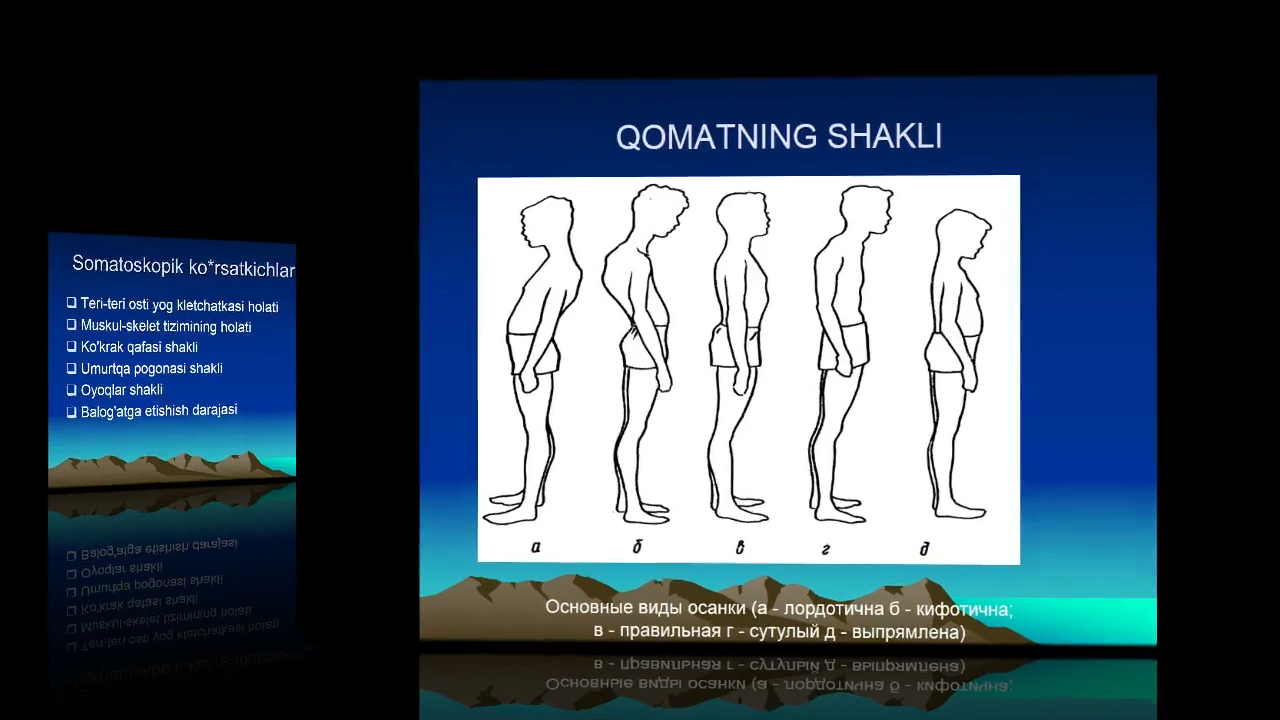 Somatoskopik ko*rsatkichlar
❑ Teri-teri osti yog kletchatkasi holati
❑ Muskul-skelet tizimining holati
❑ Ko'krak qafasi shakli
❑ Umurtqa pogonasi shakli
❑ Oyoqlar shakli
❑ Balog'atga etishish darajasi
QOMATNING SHAKLI
а б в г д
Основные виды осанки (а - лордотична б - кифотична;
в - правильная г - сутулый д - выпрямлена)